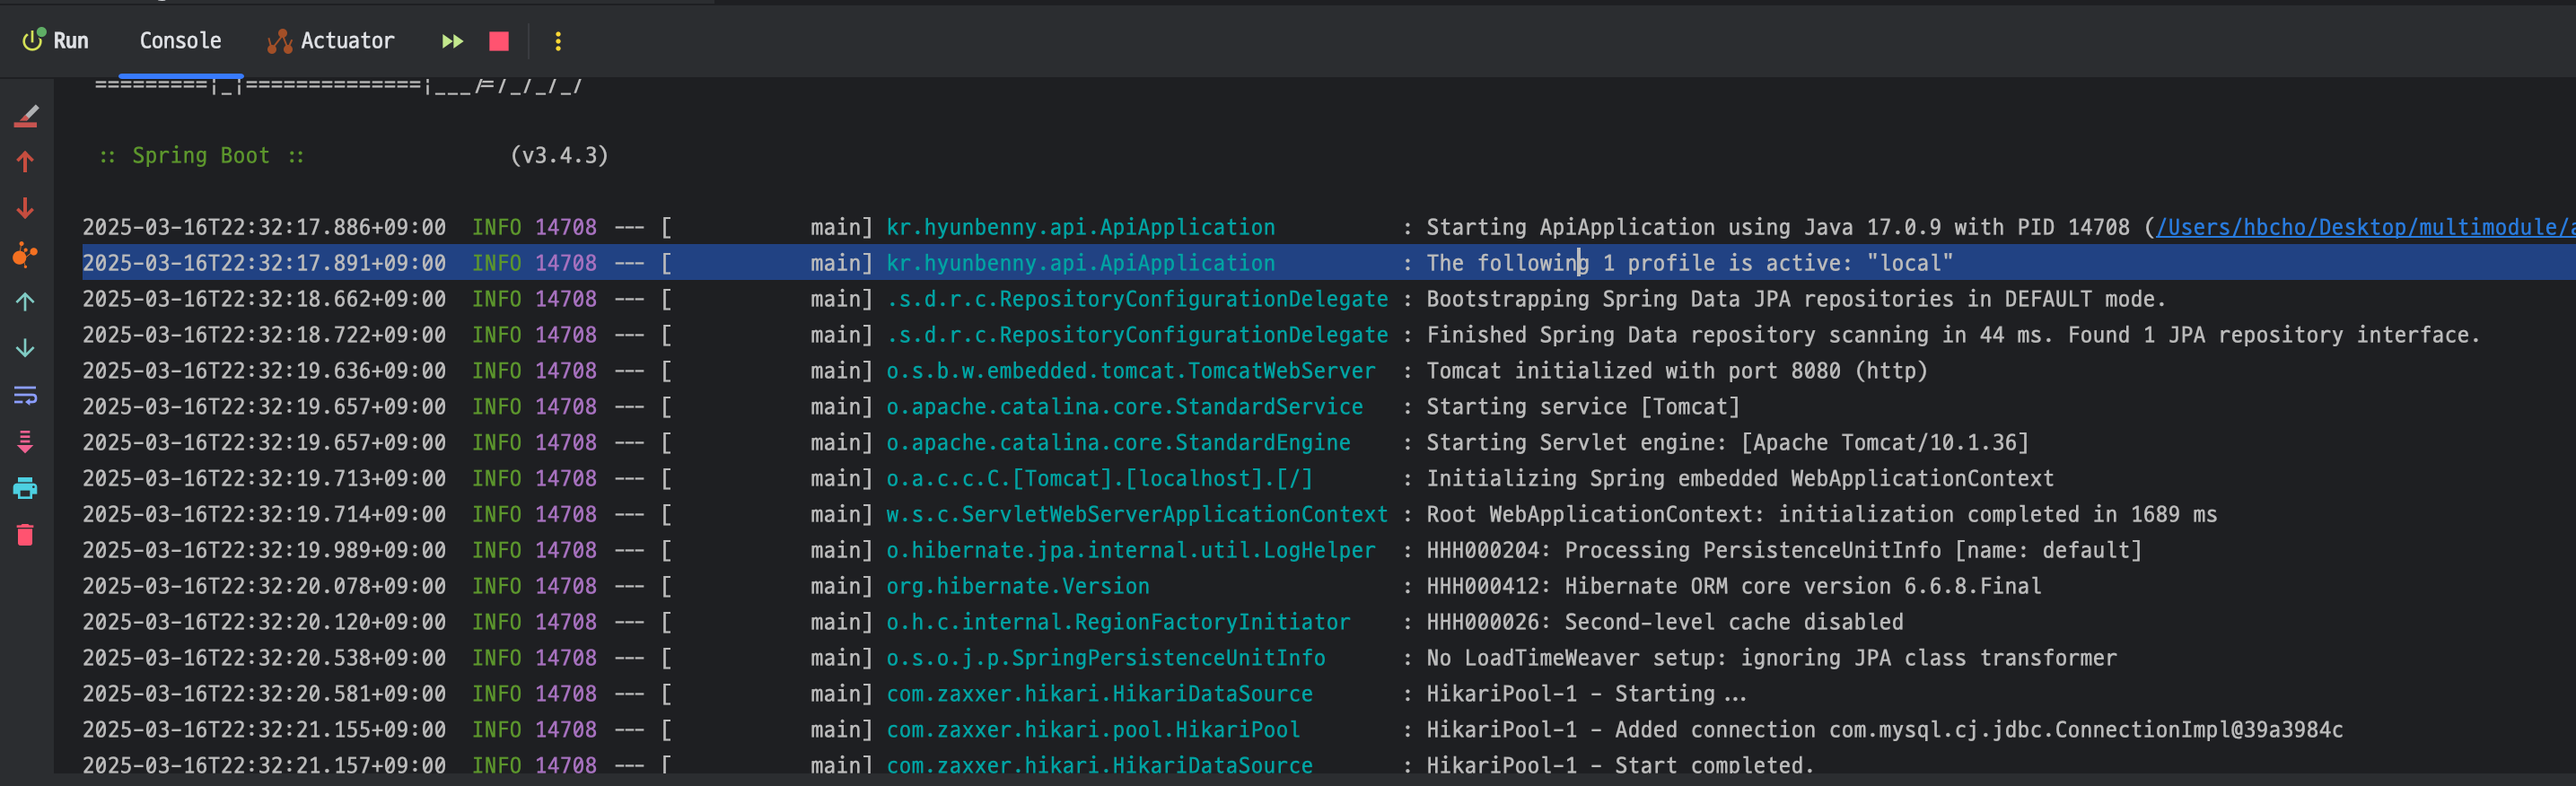 Run Console Actuator
=========|_|==============|___/=/_/_/_/
:: Spring Boot :: (v3.4.3)
2025-03-16T22:32:17.886+09:00 INFO 14708 --- [ main] kr.hyunbenny.api.ApiApplication : Starting ApiApplication using Java 17.0.9 with PID 14708 (/Users/hbcho/Desktop/multimodule/
2025-03-16T22:32:17.891+09:00 INFO 14708 --- [ main] kr.hyunbenny.api.ApiApplication : The following 1 profile is active: "local"
2025-03-16T22:32:18.662+09:00 INFO 14708 --- [ main] .s.d.r.c.RepositoryConfigurationDelegate : Bootstrapping Spring Data JPA repositories in DEFAULT mode.
2025-03-16T22:32:18.722+09:00 INFO 14708 --- [ main] .s.d.r.c.RepositoryConfigurationDelegate : Finished Spring Data repository scanning in 44 ms. Found 1 JPA repository interface.
2025-03-16T22:32:19.636+09:00 INFO 14708 --- [ main] o.s.b.w.embedded.tomcat.TomcatWebServer : Tomcat initialized with port 8080 (http)
2025-03-16T22:32:19.657+09:00 INFO 14708 --- [ main] o.apache.catalina.core.StandardService : Starting service [Tomcat]
2025-03-16T22:32:19.657+09:00 INFO 14708 --- [ main] o.apache.catalina.core.StandardEngine : Starting Servlet engine: [Apache Tomcat/10.1.36]
2025-03-16T22:32:19.713+09:00 INFO 14708 --- [ main] o.a.c.c.C.[Tomcat].[localhost].[/] : Initializing Spring embedded WebApplicationContext
2025-03-16T22:32:19.714+09:00 INFO 14708 --- [ main] w.s.c.ServletWebServerApplicationContext : Root WebApplicationContext: initialization completed in 1689 ms
2025-03-16T22:32:19.989+09:00 INFO 14708 --- [ main] o.hibernate.jpa.internal.util.LogHelper : HHH000204: Processing PersistenceUnitInfo [name: default]
2025-03-16T22:32:20.078+09:00 INFO 14708 --- [ main] org.hibernate.Version : HHH000412: Hibernate ORM core version 6.6.8.Final
2025-03-16T22:32:20.120+09:00 INFO 14708 --- [ main] o.h.c.internal.RegionFactoryInitiator : HHH000026: Second-level cache disabled
2025-03-16T22:32:20.538+09:00 INFO 14708 --- [ main] o.s.o.j.p.SpringPersistenceUnitInfo : No LoadTimeWeaver setup: ignoring JPA class transformer
2025-03-16T22:32:20.581+09:00 INFO 14708 --- [ main] com.zaxxer.hikari.HikariDataSource : HikariPool-1 - Starting...
2025-03-16T22:32:21.155+09:00 INFO 14708 --- [ main] com.zaxxer.hikari.pool.HikariPool : HikariPool-1 - Added connection com.mysql.cj.jdbc.ConnectionImpl@39a3984c
2025-03-16T22:32:21.157+09:00 INFO 14708 --- [ main] com.zaxxer.hikari.HikariDataSource : HikariPool-1 - Start completed.